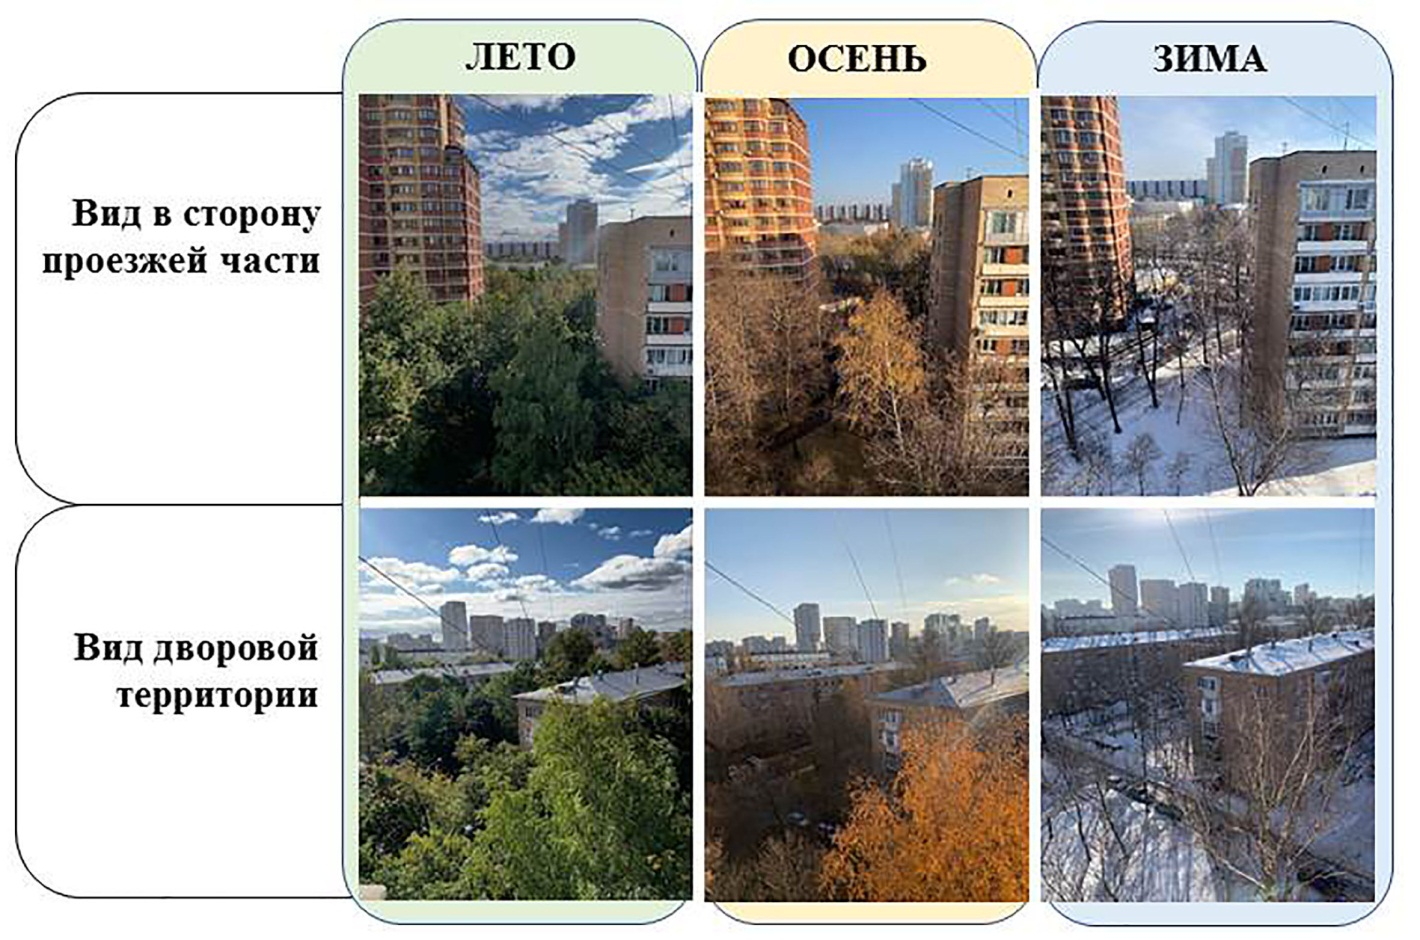 ЛЕТО
ОСЕНЬ
ЗИМА
Вид в сторону
проезжей части
Вид дворовой
территории